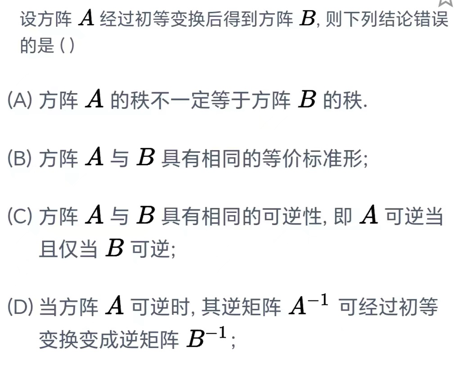 设方阵 A 经过初等变换后得到方阵 B, 则下列结论错误
的是 ( )
(A) 方阵 A 的秩不一定等于方阵 B 的秩.
(B) 方阵 A 与 B 具有相同的等价标准形;
(C) 方阵 A 与 B 具有相同的可逆性, 即 A 可逆当
且仅当 B 可逆;
(D) 当方阵 A 可逆时, 其逆矩阵 A⁻¹ 可经过初等
变换变成逆矩阵 B⁻¹;